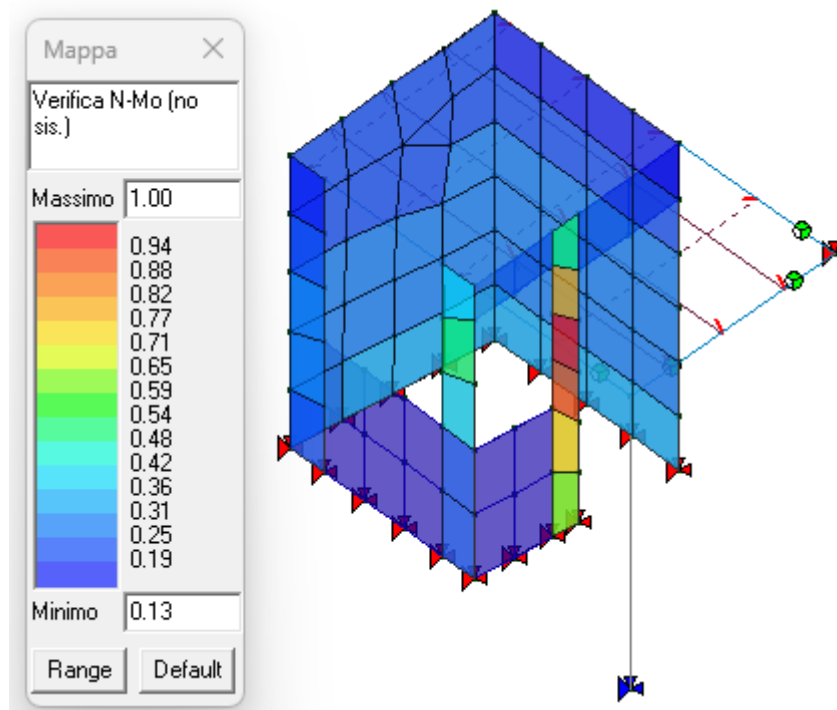 Mappa
Verifica N-Mo (no
sis.)
Massimo 1.00
0.94
0.88
0.82
0.77
0.71
0.65
0.59
0.54
0.48
0.42
0.36
0.31
0.25
0.19
Minimo 0.13
Range Default